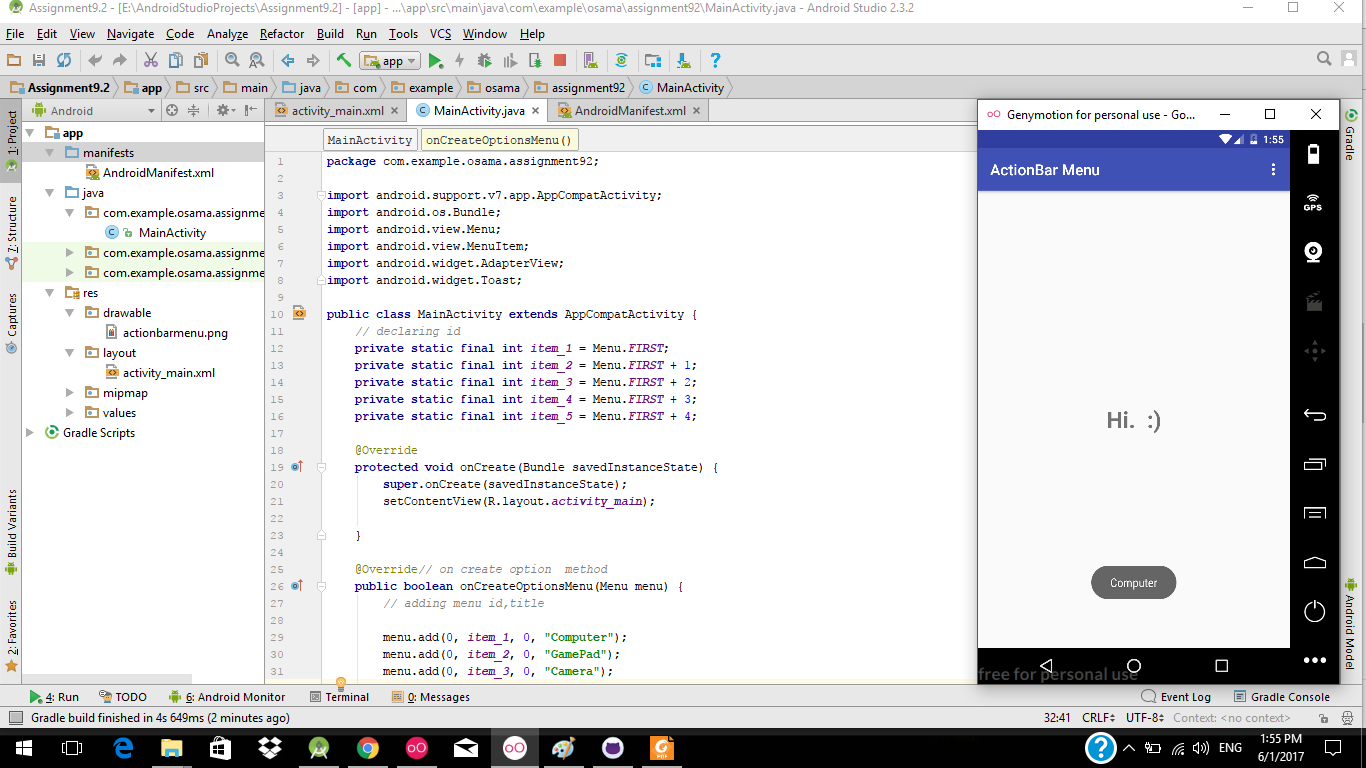 Assignment9.2 - [E:\AndroidStudioProjects\Assignment9.2] - [app] - ...\app\src\main\java\com\example\osama\assignment92\MainActivity.java - Android Studio 2.3.2
File Edit View Navigate Code Analyze Refactor Build Run Tools VCS Window Help
app
Assignment9.2 app src main java com example osama assignment92 MainActivity
Android
activity_main.xml MainActivity.java AndroidManifest.xml
1: Project
7: Structure
Captures
Build Variants
2: Favorites
app
manifests
AndroidManifest.xml
java
com.example.osama.assignme
MainActivity
com.example.osama.assignme
com.example.osama.assignme
res
drawable
actionbarmenu.png
layout
activity_main.xml
mipmap
values
Gradle Scripts
MainActivity onCreateOptionsMenu()
1 package com.example.osama.assignment92;
2
3 import android.support.v7.app.AppCompatActivity;
4 import android.os.Bundle;
5 import android.view.Menu;
6 import android.view.MenuItem;
7 import android.widget.AdapterView;
8 import android.widget.Toast;
9
10 public class MainActivity extends AppCompatActivity {
11 // declaring id
12 private static final int item_1 = Menu.FIRST;
13 private static final int item_2 = Menu.FIRST + 1;
14 private static final int item_3 = Menu.FIRST + 2;
15 private static final int item_4 = Menu.FIRST + 3;
16 private static final int item_5 = Menu.FIRST + 4;
17
18 @Override
19 protected void onCreate(Bundle savedInstanceState) {
20 super.onCreate(savedInstanceState);
21 setContentView(R.layout.activity_main);
22
23 }
24
25 @Override// on create option  method
26 public boolean onCreateOptionsMenu(Menu menu) {
27 // adding menu id,title
28
29 menu.add(0, item_1, 0, "Computer");
30 menu.add(0, item_2, 0, "GamePad");
31 menu.add(0, item_3, 0, "Camera");
Genymotion for personal use - Go...
1:55
ActionBar Menu
GPS
Hi. :)
Computer
free for personal use
Gradle
Android Model
4: Run TODO 6: Android Monitor Terminal 0: Messages Event Log Gradle Console
Gradle build finished in 4s 649ms (2 minutes ago) 32:41 CRLF UTF-8 Context: <no context>
ENG
1:55 PM
6/1/2017
PDF